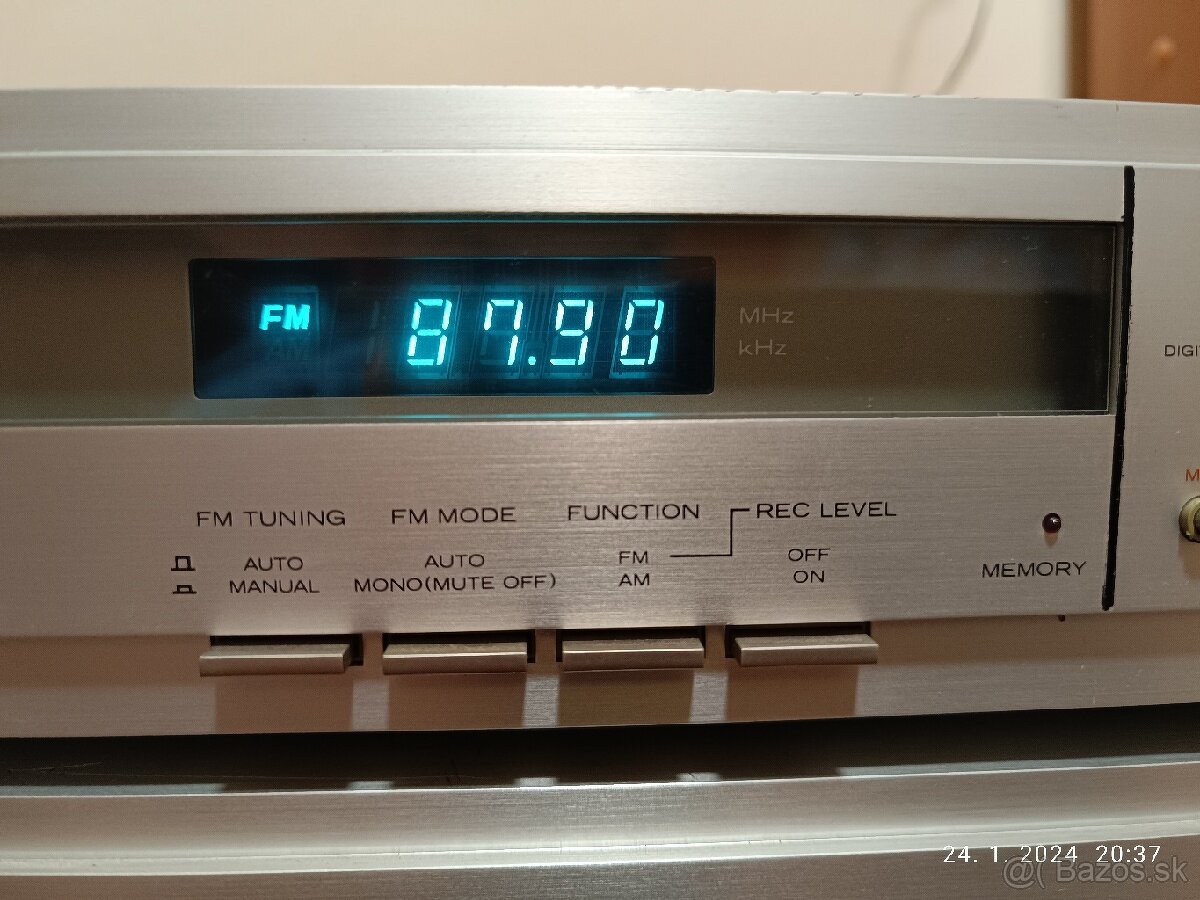 FM 87.90 MHz
kHz
FM TUNING FM MODE FUNCTION REC LEVEL
AUTO AUTO FM OFF
MANUAL MONO(MUTE OFF) AM ON
MEMORY
24. 1. 2024 20:37
Bazos.sk